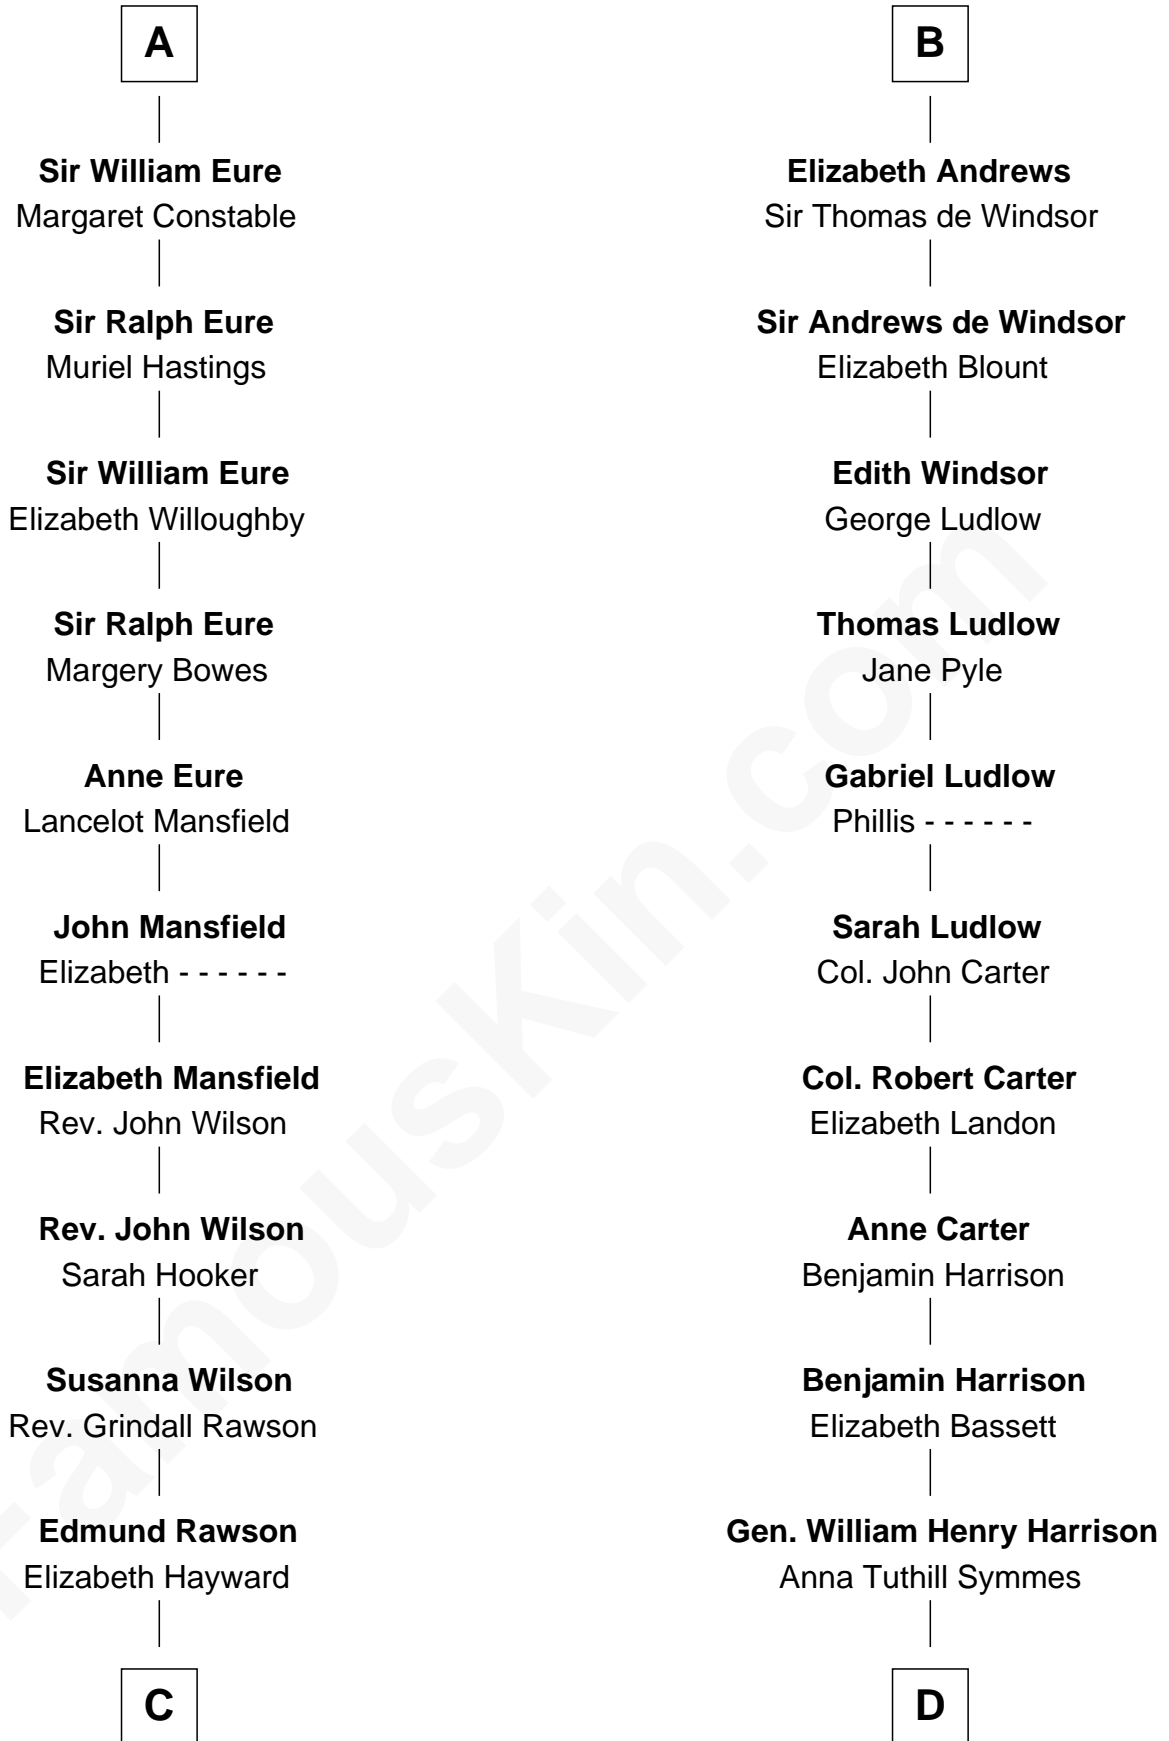 A
Sir William Eure
Margaret Constable
Sir Ralph Eure
Muriel Hastings
Sir William Eure
Elizabeth Willoughby
Sir Ralph Eure
Margery Bowes
Anne Eure
Lancelot Mansfield
John Mansfield
Elizabeth - - - - - -
Elizabeth Mansfield
Rev. John Wilson
Rev. John Wilson
Sarah Hooker
Susanna Wilson
Rev. Grindall Rawson
Edmund Rawson
Elizabeth Hayward
C
B
Elizabeth Andrews
Sir Thomas de Windsor
Sir Andrews de Windsor
Elizabeth Blount
Edith Windsor
George Ludlow
Thomas Ludlow
Jane Pyle
Gabriel Ludlow
Phillis - - - - - -
Sarah Ludlow
Col. John Carter
Col. Robert Carter
Elizabeth Landon
Anne Carter
Benjamin Harrison
Benjamin Harrison
Elizabeth Bassett
Gen. William Henry Harrison
Anna Tuthill Symmes
D
FamousKin.com